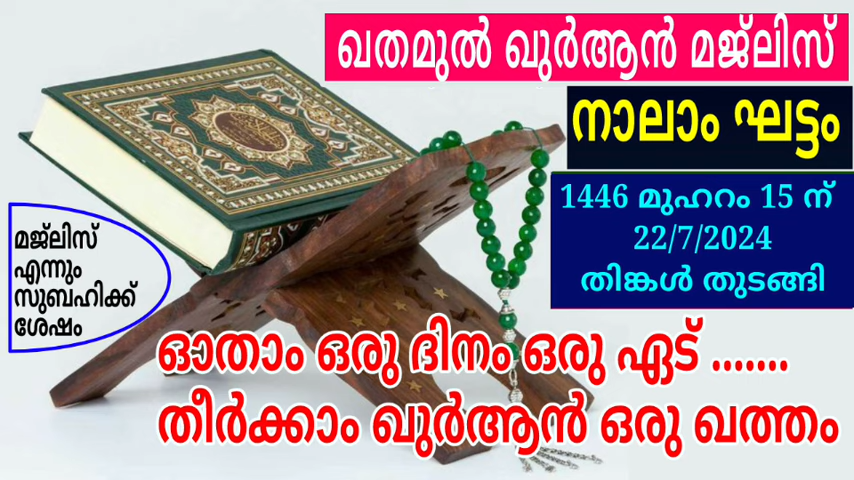 ഖതമുൽ ഖുർആൻ മജ്ലിസ്
നാലാം ഘട്ടം
1446 മുഹറം 15 ന്
22/7/2024
തിങ്കൾ തുടങ്ങി
മജ്ലിസ്
എന്നും
സുബഹിക്ക്
ശേഷം
ഓതാം ഒരു ദിനം ഒരു ഏട് .......
തീർക്കാം ഖുർആൻ ഒരു ഖത്തം